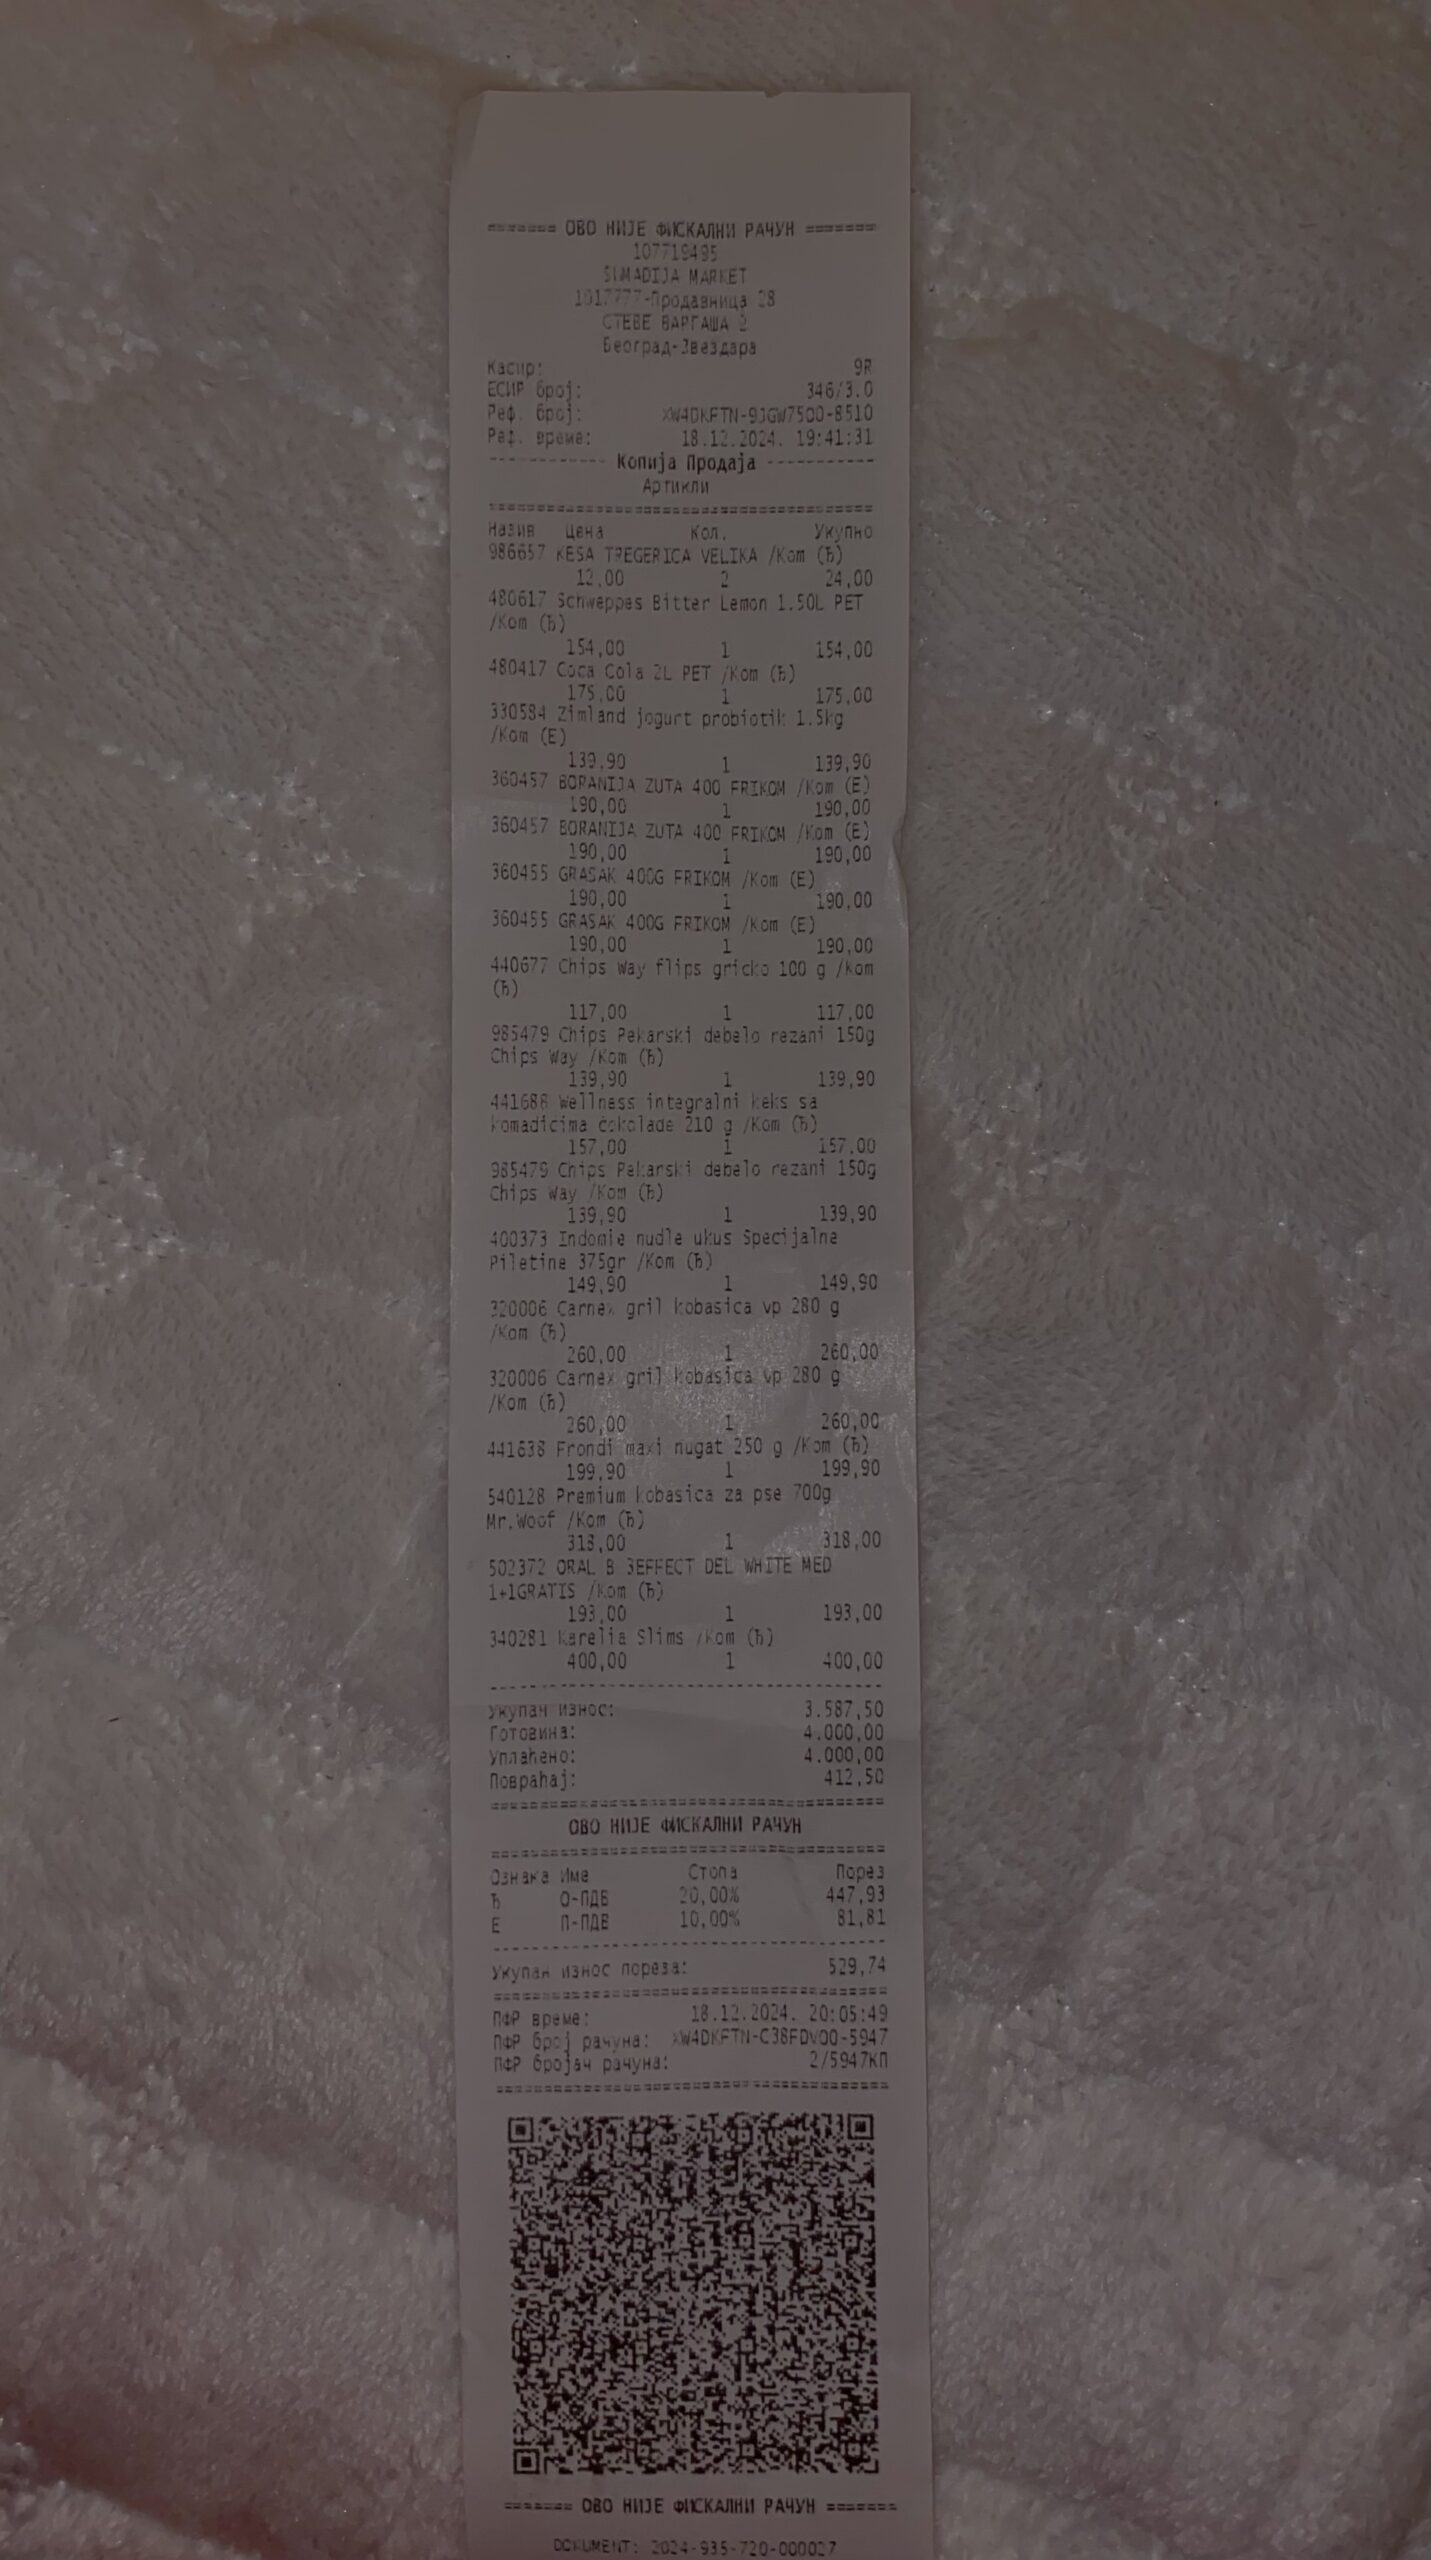 ======= ОВО НИЈЕ ФИСКАЛНИ РАЧУН =======
107719495
SUMADIJA MARKET
1017777-Продавница 28
СТЕВЕ ВАРГАША 2
Београд-Звездара
Касир: 9R
ЕСИР број: 346/3.0
Реф. број: XW4DKFTN-9JGW7500-8510
Реф. време: 18.12.2024. 19:41:31
------------ Копија Продаја -----------
Артикли
========================================
Назив Цена Кол. Укупно
986657 KESA TREGERICA VELIKA /Kom (Ђ)
12,00 2 24,00
480617 Schweppes Bitter Lemon 1.50L PET
/Kom (Ђ)
154,00 1 154,00
480417 Coca Cola 2L PET /Kom (Ђ)
175,00 1 175,00
330584 Zimland jogurt probiotik 1.5kg
/Kom (Е)
139,90 1 139,90
360457 BORANIJA ZUTA 400 FRIKOM /Kom (Е)
190,00 1 190,00
360457 BORANIJA ZUTA 400 FRIKOM /Kom (Е)
190,00 1 190,00
360455 GRASAK 400G FRIKOM /Kom (Е)
190,00 1 190,00
360455 GRASAK 400G FRIKOM /Kom (Е)
190,00 1 190,00
440677 Chips Way flips gricko 100 g /Kom
(Ђ)
117,00 1 117,00
985479 Chips Pekarski debelo rezani 150g
Chips Way /Kom (Ђ)
139,90 1 139,90
441688 Wellness integralni keks sa
komadicima čokolade 210 g /Kom (Ђ)
157,00 1 157,00
985479 Chips Pekarski debelo rezani 150g
Chips Way /Kom (Ђ)
139,90 1 139,90
400373 Indomie nudle ukus Specijalne
Piletine 375gr /Kom (Ђ)
149,90 1 149,90
320006 Carnex gril kobasica vp 280 g
/Kom (Ђ)
260,00 1 260,00
320006 Carnex gril kobasica vp 280 g
/Kom (Ђ)
260,00 1 260,00
441638 Frondi maxi nugat 250 g /Kom (Ђ)
199,90 1 199,90
540128 Premium kobasica za pse 700g
Mr.Woof /Kom (Ђ)
318,00 1 318,00
502372 ORAL B 3EFFECT DEL WHITE MED
1+1GRATIS /Kom (Ђ)
193,00 1 193,00
340281 Karelia Slims /Kom (Ђ)
400,00 1 400,00
----------------------------------------
Укупан износ: 3.587,50
Готовина: 4.000,00
Уплаћено: 4.000,00
Повраћај: 412,50
========================================
ОВО НИЈЕ ФИСКАЛНИ РАЧУН
========================================
Ознака Име Стопа Порез
Ђ О-ПДВ 20,00% 447,93
Е П-ПДВ 10,00% 81,81
----------------------------------------
Укупан износ пореза: 529,74
========================================
ПФР време: 18.12.2024. 20:05:49
ПФР број рачуна: XW4DKFTN-C38FDV00-5947
ПФР бројач рачуна: 2/5947КП
========================================
======= ОВО НИЈЕ ФИСКАЛНИ РАЧУН =======
DOKUMENT: 2024-935-720-000027